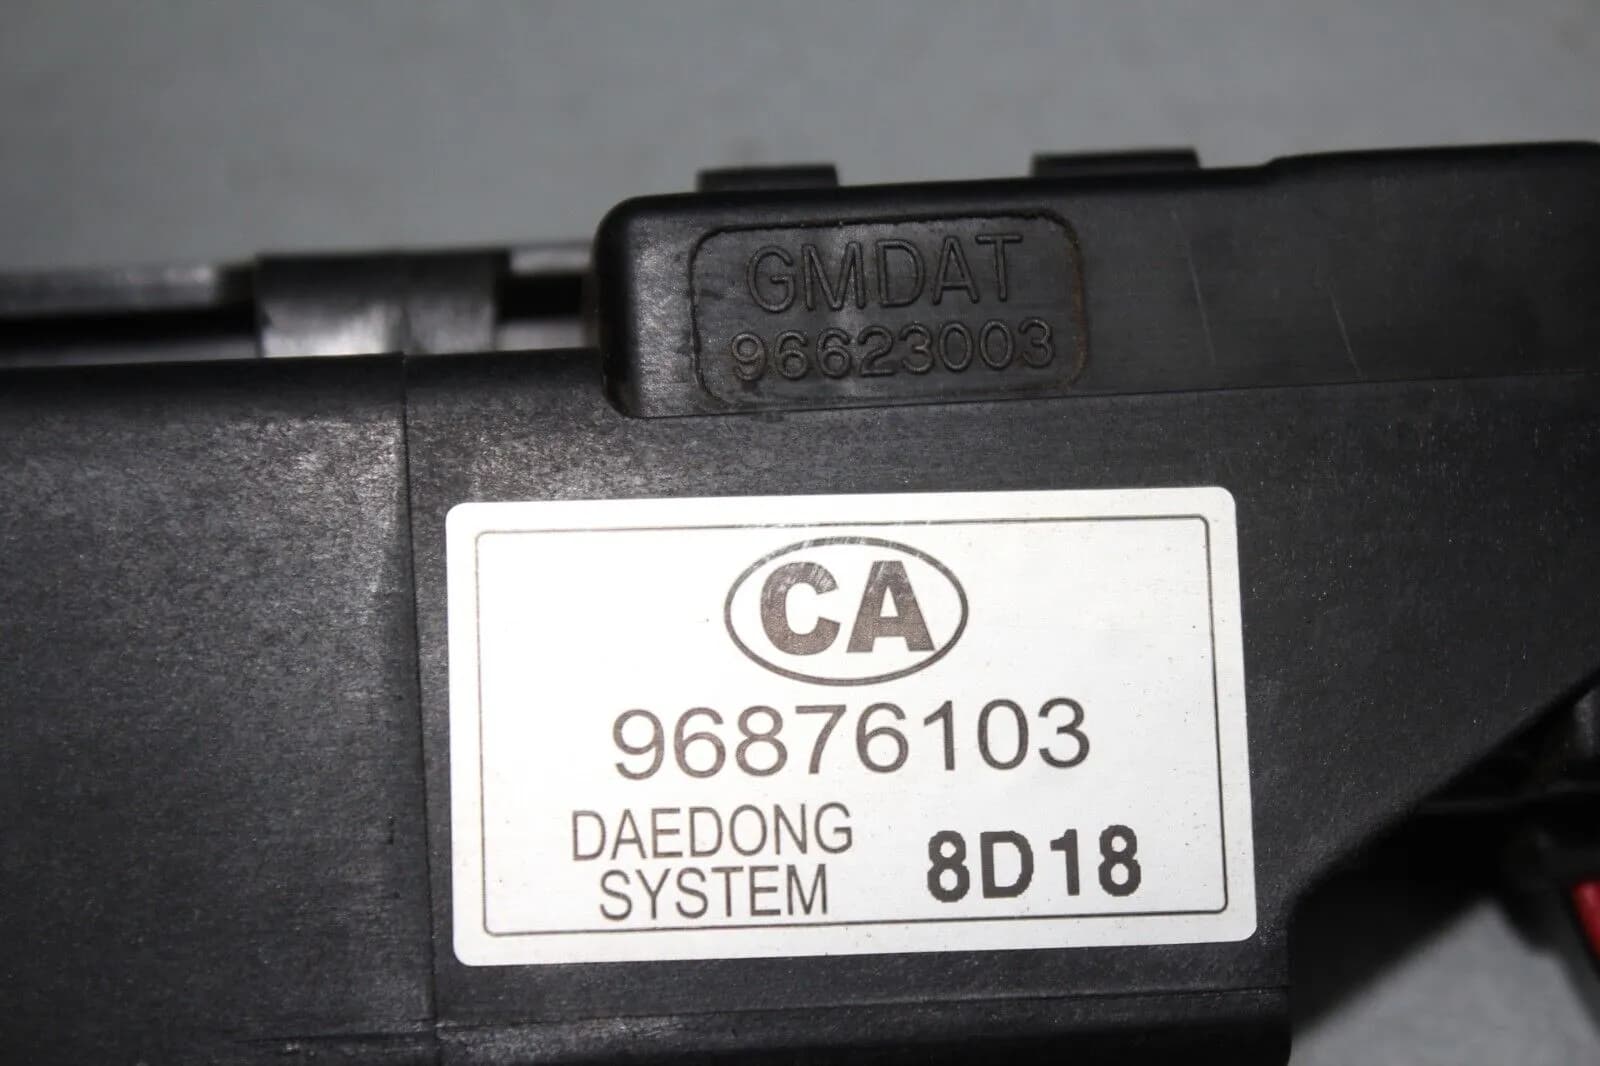 GMDAT
96623003
CA
96876103
DAEDONG
SYSTEM
8D18